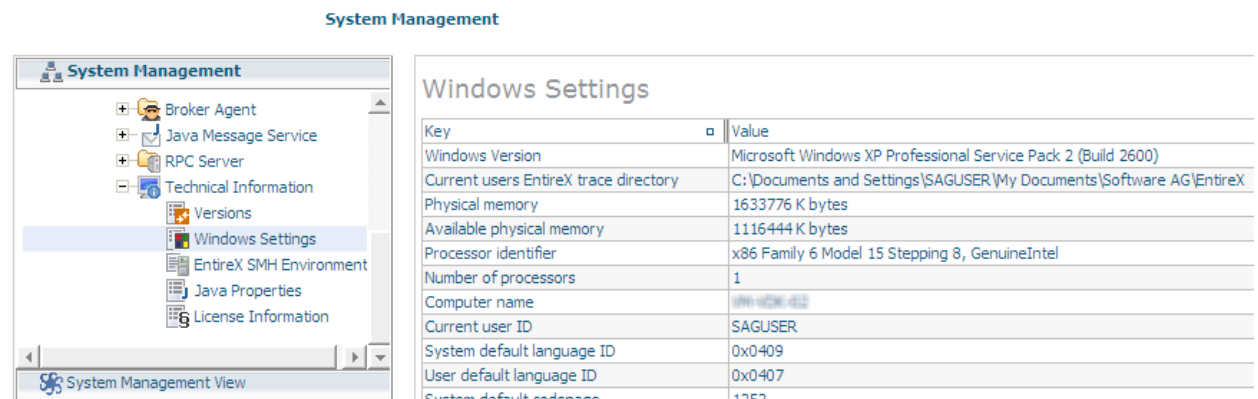 System Management
System Management
Broker Agent
Java Message Service
RPC Server
Technical Information
Versions
Windows Settings
EntireX SMH Environment
Java Properties
License Information
System Management View
Windows Settings
Key Value
Windows Version Microsoft Windows XP Professional Service Pack 2 (Build 2600)
Current users EntireX trace directory C:\Documents and Settings\SAGUSER\My Documents\Software AG\EntireX
Physical memory 1633776 K bytes
Available physical memory 1116444 K bytes
Processor identifier x86 Family 6 Model 15 Stepping 8, GenuineIntel
Number of processors 1
Computer name
Current user ID SAGUSER
System default language ID 0x0409
User default language ID 0x0407
System default codepage 1252